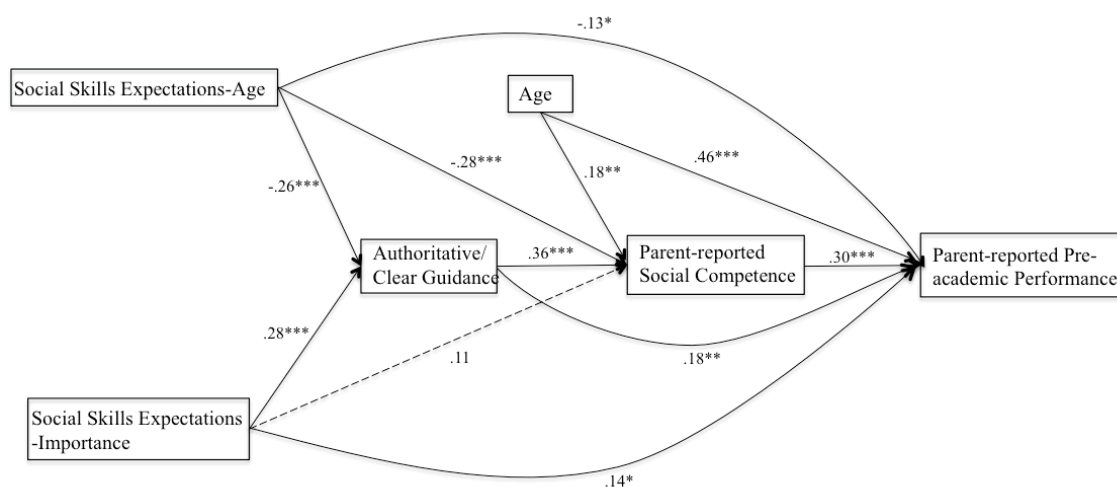 -.13*
Social Skills Expectations-Age
Age
-.28***
.18**
.46***
-.26***
Authoritative/
Clear Guidance
.36***
Parent-reported
Social Competence
.30***
Parent-reported Pre-
academic Performance
.28***
.11
.18**
Social Skills Expectations
-Importance
.14*